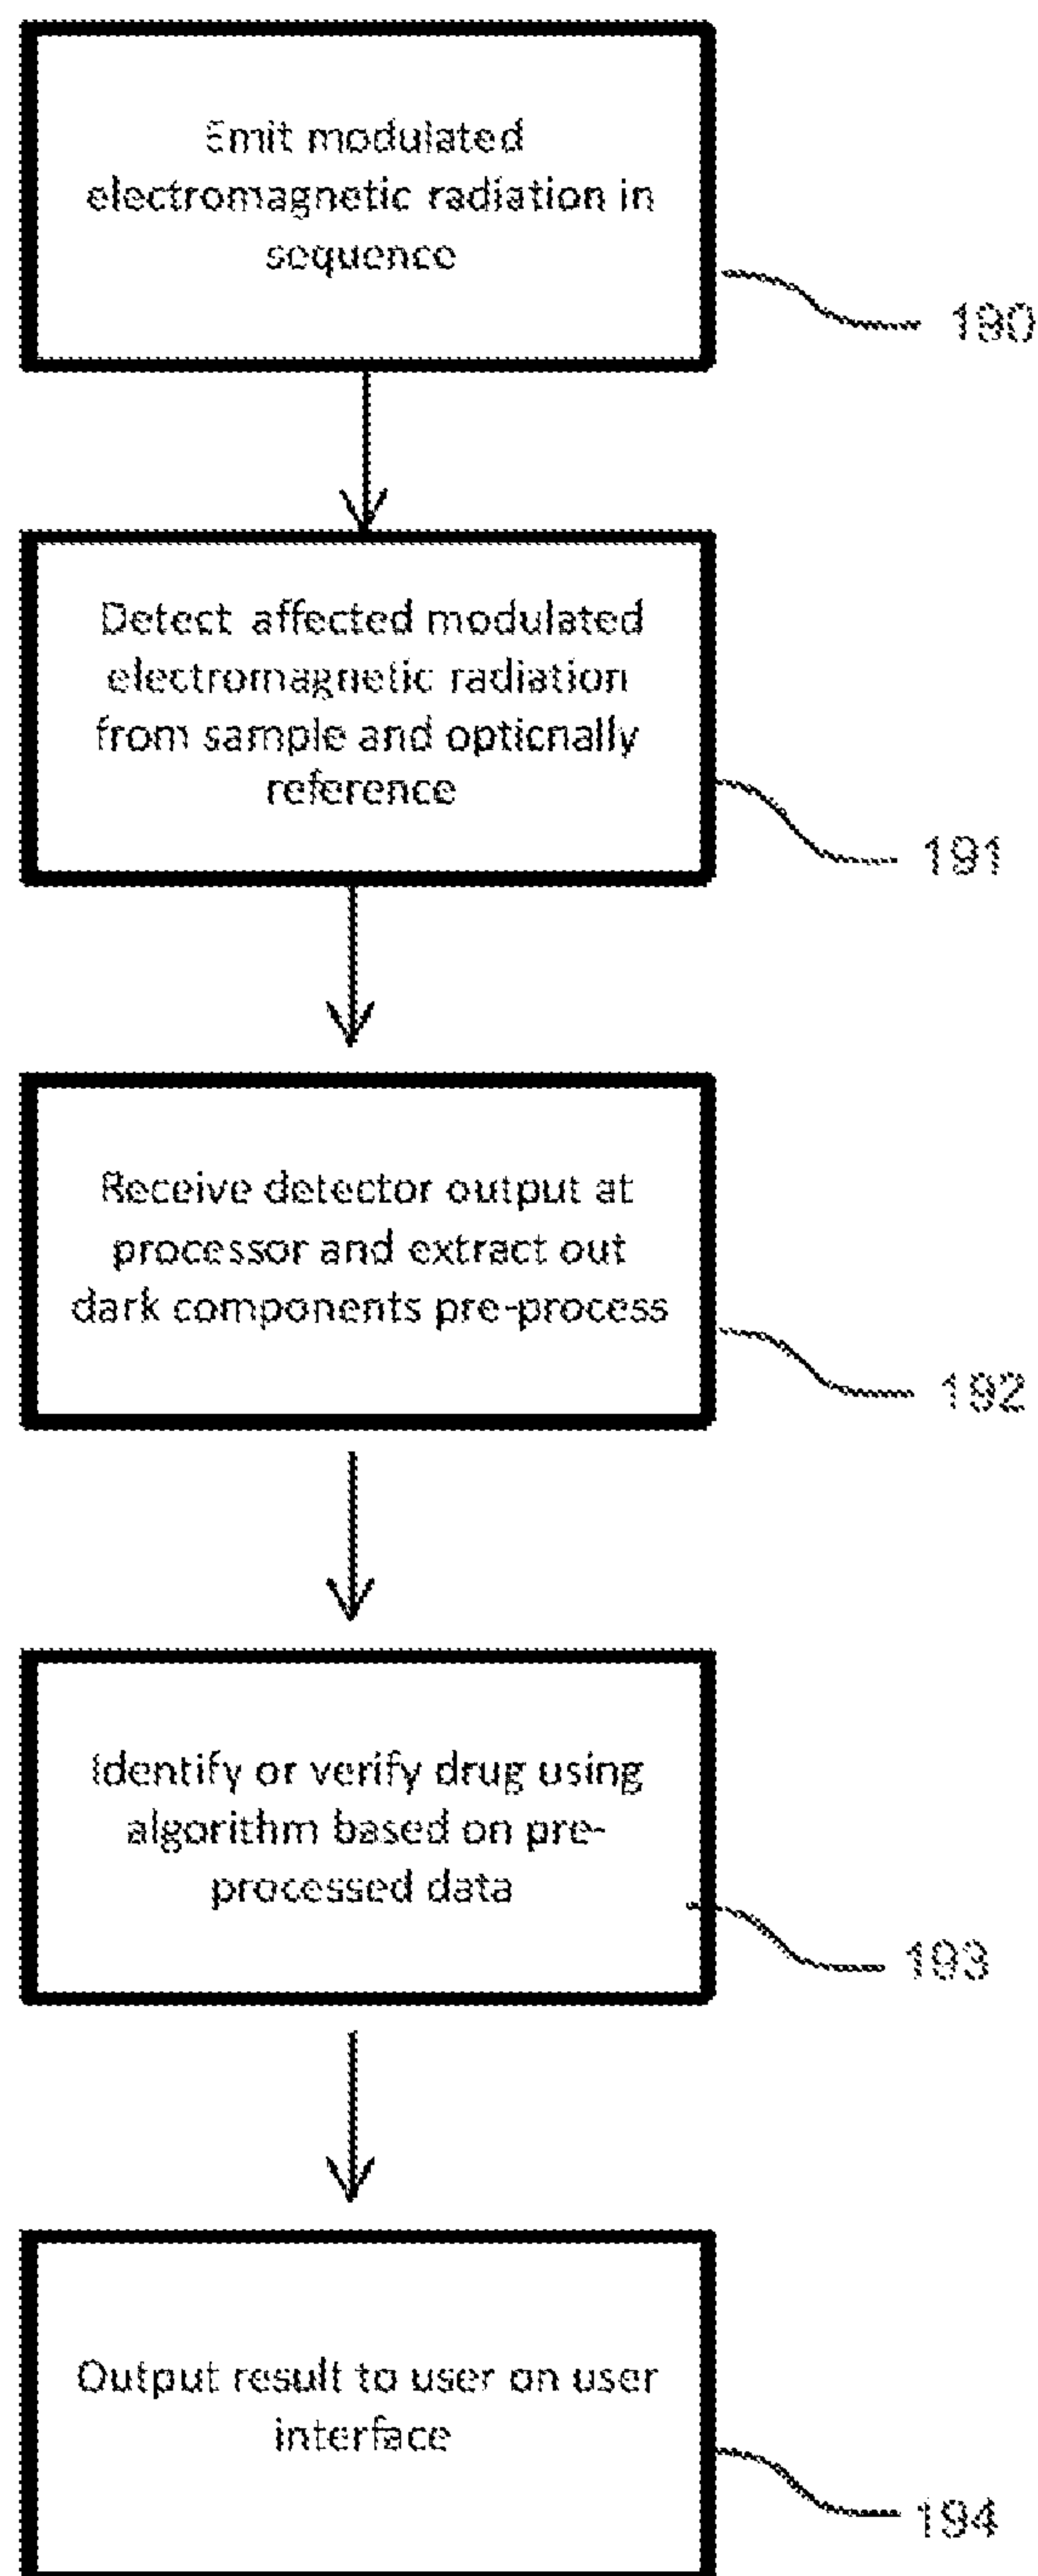 Emit modulated
electromagnetic radiation in
sequence
190
Detect affected modulated
electromagnetic radiation
from sample and optionally
reference
191
Receive detector output at
processor and extract out
dark components pre-process
192
Identify or verify drug using
algorithm based on pre-
processed data
193
Output result to user on user
interface
194